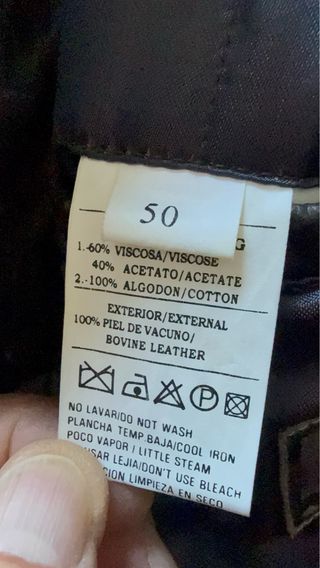 50
1.-60% VISCOSA/VISCOSE
40% ACETATO/ACETATE
2.-100% ALGODON/COTTON
EXTERIOR/EXTERNAL
100% PIEL DE VACUNO/
BOVINE LEATHER
P
NO LAVAR/DO NOT WASH
PLANCHA TEMP.BAJA/COOL IRON
POCO VAPOR / LITTLE STEAM
USAR LEJIA/DON'T USE BLEACH
LIMPIEZA EN SECO